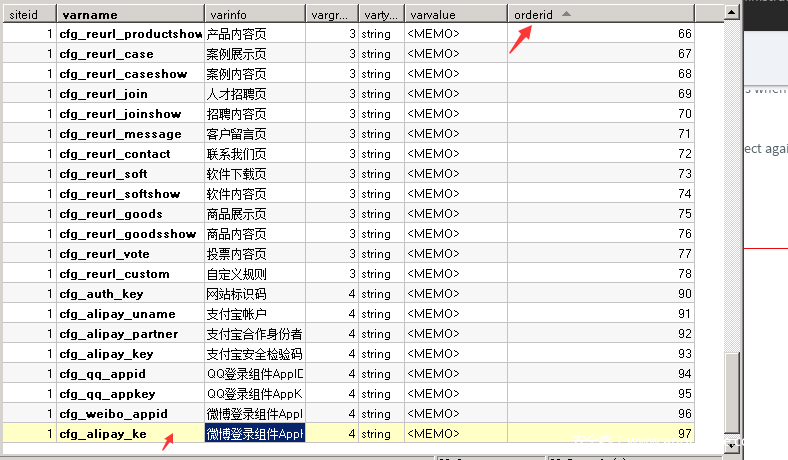 siteid varname varinfo vargr... varty... varvalue orderid
1 cfg_reurl_productshow 产品内容页 3 string <MEMO> 66
1 cfg_reurl_case 案例展示页 3 string <MEMO> 67
1 cfg_reurl_caseshow 案例内容页 3 string <MEMO> 68
1 cfg_reurl_join 人才招聘页 3 string <MEMO> 69
1 cfg_reurl_joinshow 招聘内容页 3 string <MEMO> 70
1 cfg_reurl_message 客户留言页 3 string <MEMO> 71
1 cfg_reurl_contact 联系我们页 3 string <MEMO> 72
1 cfg_reurl_soft 软件下载页 3 string <MEMO> 73
1 cfg_reurl_softshow 软件内容页 3 string <MEMO> 74
1 cfg_reurl_goods 商品展示页 3 string <MEMO> 75
1 cfg_reurl_goodsshow 商品内容页 3 string <MEMO> 76
1 cfg_reurl_vote 投票内容页 3 string <MEMO> 77
1 cfg_reurl_custom 自定义规则 3 string <MEMO> 78
1 cfg_auth_key 网站标识码 4 string <MEMO> 90
1 cfg_alipay_uname 支付宝帐户 4 string <MEMO> 91
1 cfg_alipay_partner 支付宝合作身份者 4 string <MEMO> 92
1 cfg_alipay_key 支付宝安全检验码 4 string <MEMO> 93
1 cfg_qq_appid QQ登录组件AppID 4 string <MEMO> 94
1 cfg_qq_appkey QQ登录组件AppK 4 string <MEMO> 95
1 cfg_weibo_appid 微博登录组件AppI 4 string <MEMO> 96
1 cfg_alipay_ke 微博登录组件AppK 4 string <MEMO> 97
s when
ect agai